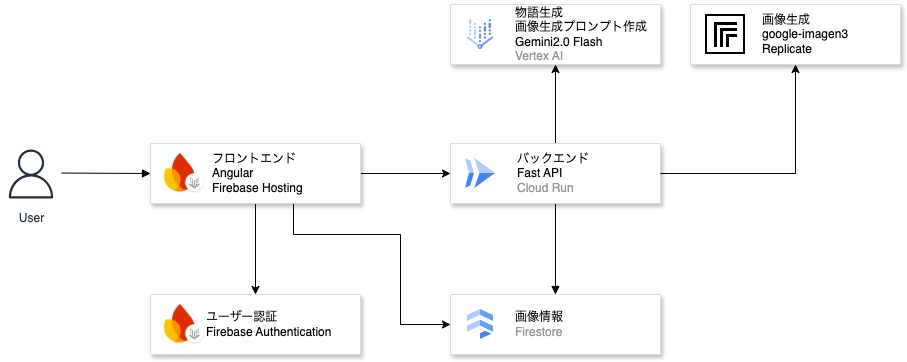 物語生成
画像生成プロンプト作成
Gemini2.0 Flash
Vertex AI
画像生成
google-imagen3
Replicate
User
フロントエンド
Angular
Firebase Hosting
バックエンド
Fast API
Cloud Run
ユーザー認証
Firebase Authentication
画像情報
Firestore